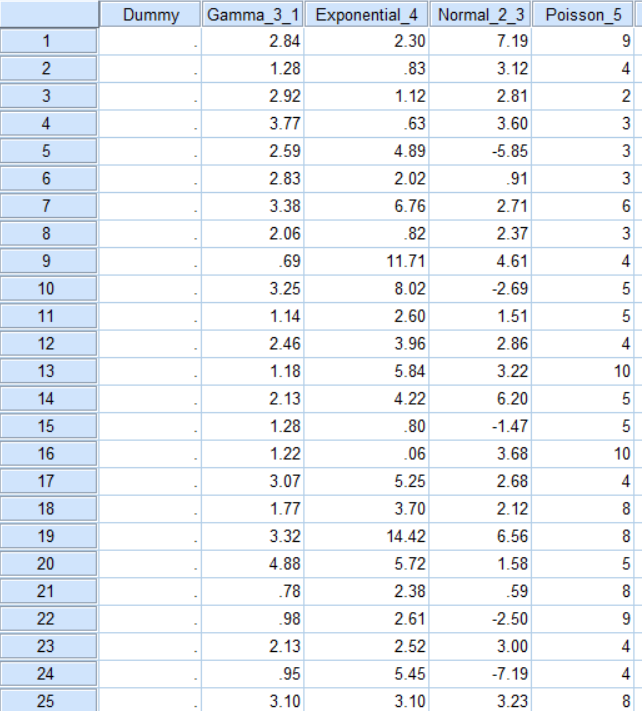 Dummy Gamma_3_1 Exponential_4 Normal_2_3 Poisson_5
1 . 2.84 2.30 7.19 9
2 . 1.28 .83 3.12 4
3 . 2.92 1.12 2.81 2
4 . 3.77 .63 3.60 3
5 . 2.59 4.89 -5.85 3
6 . 2.83 2.02 .91 3
7 . 3.38 6.76 2.71 6
8 . 2.06 .82 2.37 3
9 . .69 11.71 4.61 4
10 . 3.25 8.02 -2.69 5
11 . 1.14 2.60 1.51 5
12 . 2.46 3.96 2.86 4
13 . 1.18 5.84 3.22 10
14 . 2.13 4.22 6.20 5
15 . 1.28 .80 -1.47 5
16 . 1.22 .06 3.68 10
17 . 3.07 5.25 2.68 4
18 . 1.77 3.70 2.12 8
19 . 3.32 14.42 6.56 8
20 . 4.88 5.72 1.58 5
21 . .78 2.38 .59 8
22 . .98 2.61 -2.50 9
23 . 2.13 2.52 3.00 4
24 . .95 5.45 -7.19 4
25 . 3.10 3.10 3.23 8